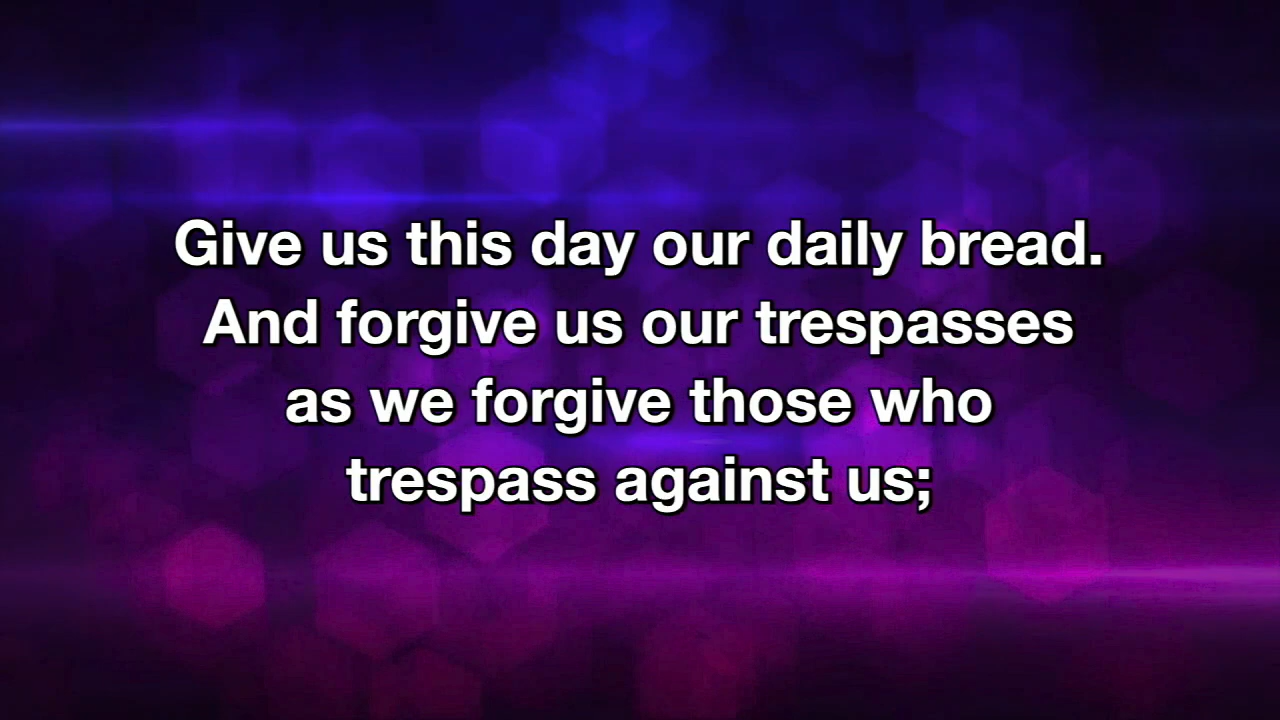 Give us this day our daily bread.
And forgive us our trespasses
as we forgive those who
trespass against us;